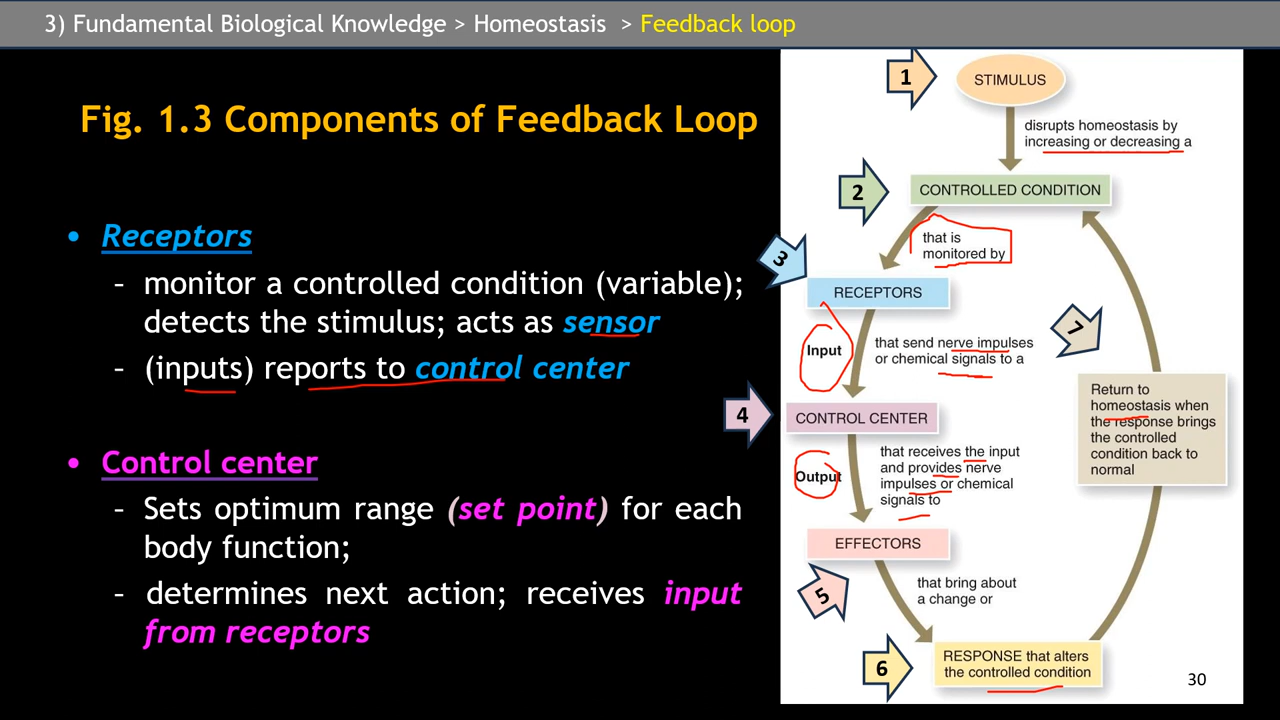 3) Fundamental Biological Knowledge > Homeostasis > Feedback loop
Fig. 1.3 Components of Feedback Loop
• Receptors
– monitor a controlled condition (variable);
detects the stimulus; acts as sensor
– (inputs) reports to control center
• Control center
– Sets optimum range (set point) for each
body function;
– determines next action; receives input
from receptors
1
STIMULUS
disrupts homeostasis by
increasing or decreasing a
2
CONTROLLED CONDITION
that is
monitored by
3
RECEPTORS
Input
that send nerve impulses
or chemical signals to a
4
CONTROL CENTER
Output
that receives the input
and provides nerve
impulses or chemical
signals to
EFFECTORS
5
that bring about
a change or
6
RESPONSE that alters
the controlled condition
7
Return to
homeostasis when
the response brings
the controlled
condition back to
normal
30